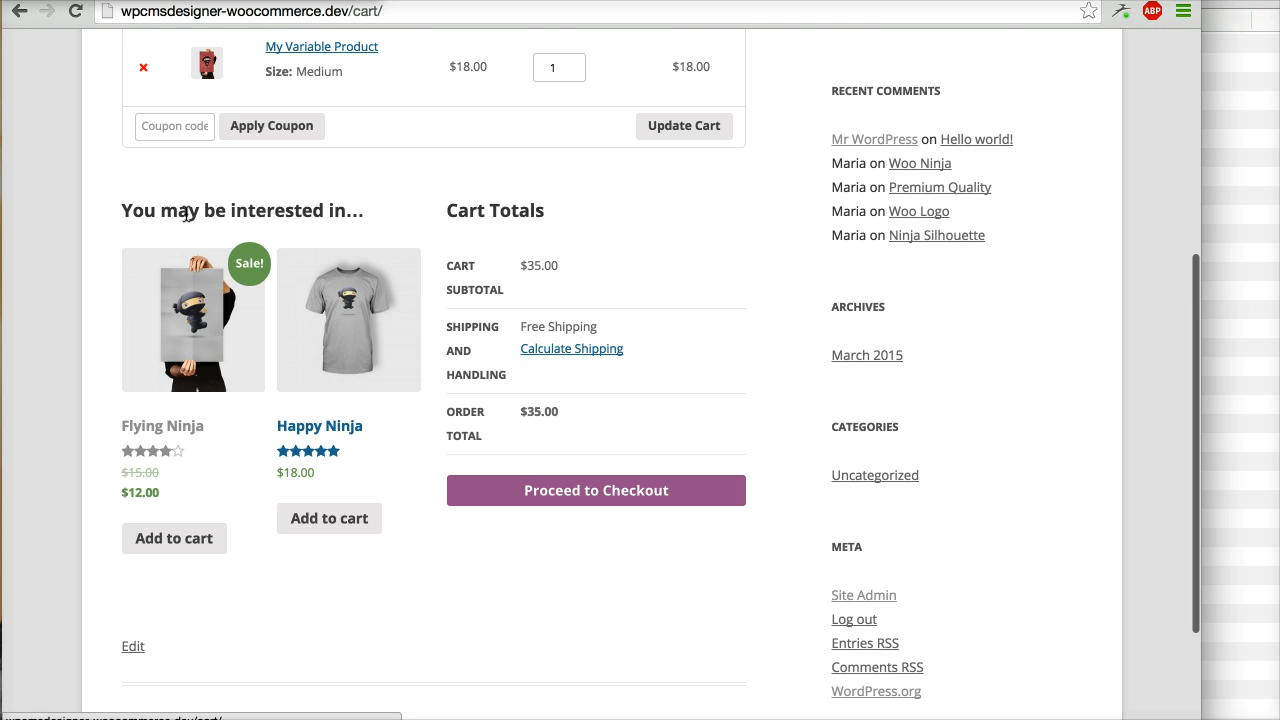 wpcmsdesigner-woocommerce.dev/cart/
ABP
My Variable Product
Size: Medium
$18.00
1
$18.00
Coupon code
Apply Coupon
Update Cart
You may be interested in...
Sale!
Flying Ninja
$15.00
$12.00
Add to cart
Happy Ninja
$18.00
Add to cart
Cart Totals
CART
SUBTOTAL
$35.00
SHIPPING
AND
HANDLING
Free Shipping
Calculate Shipping
ORDER
TOTAL
$35.00
Proceed to Checkout
Edit
RECENT COMMENTS
Mr WordPress on Hello world!
Maria on Woo Ninja
Maria on Premium Quality
Maria on Woo Logo
Maria on Ninja Silhouette
ARCHIVES
March 2015
CATEGORIES
Uncategorized
META
Site Admin
Log out
Entries RSS
Comments RSS
WordPress.org